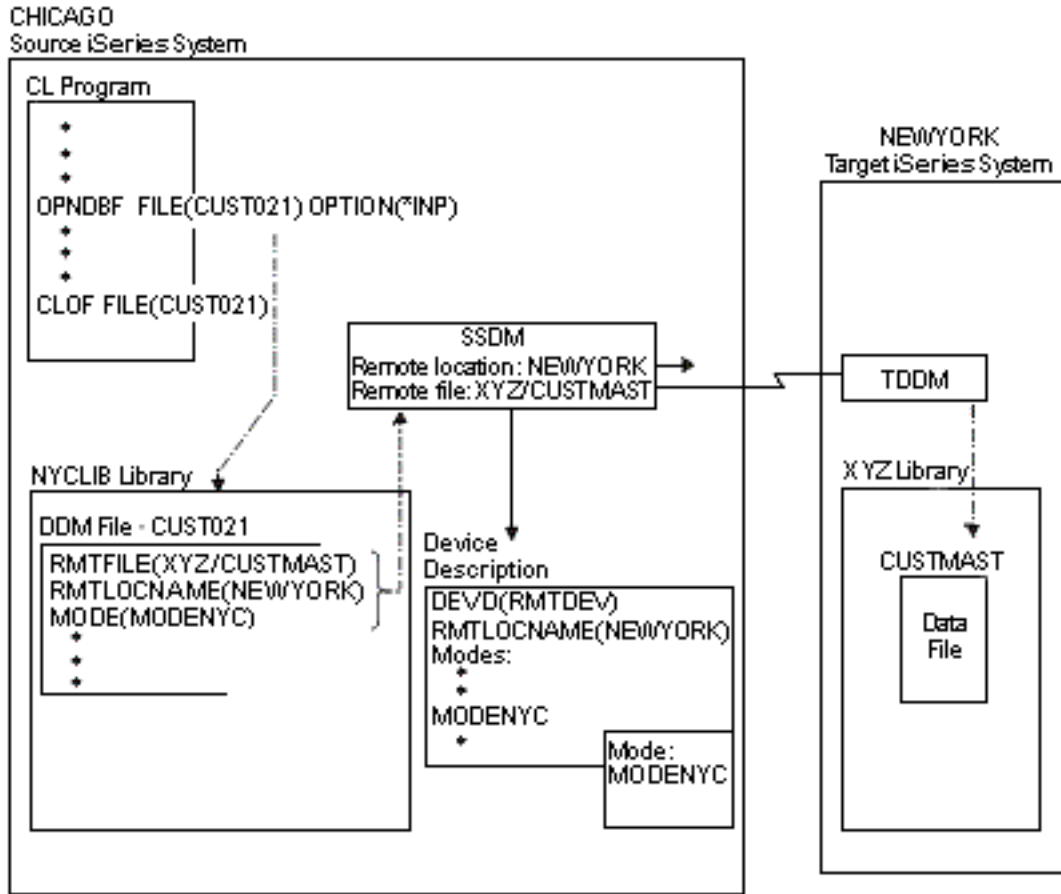 CHICAGO
Source iSeries System
CL Program
OPNDBF FILE(CUST021) OPTION(*INP)
CLOF FILE(CUST021)
NEWYORK
Target iSeries System
SSDM
Remote location: NEWYORK
Remote file: XYZ/CUSTMAST
TDDM
NYCLIB Library
DDM File - CUST021
RMTFILE(XYZ/CUSTMAST)
RMTLOCNAME(NEWYORK)
MODE(MODENYC)
Device
Description
DEVD(RMTDEV)
RMTLOCNAME(NEWYORK)
Modes:
MODENYC
Mode:
MODENYC
XYZ Library
CUSTMAST
Data
File